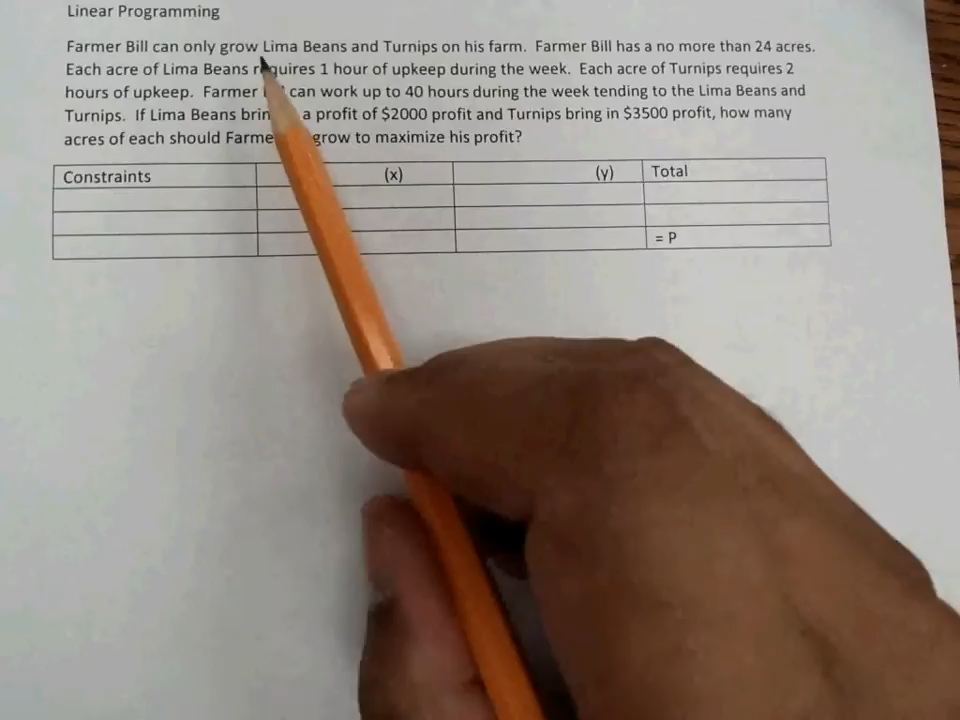 Linear Programming
Farmer Bill can only grow Lima Beans and Turnips on his farm. Farmer Bill has a no more than 24 acres.
Each acre of Lima Beans requires 1 hour of upkeep during the week. Each acre of Turnips requires 2
hours of upkeep. Farmer can work up to 40 hours during the week tending to the Lima Beans and
Turnips. If Lima Beans a profit of $2000 profit and Turnips bring in $3500 profit, how many
acres of each should grow to maximize his profit?
Constraints (x) (y) Total
= P